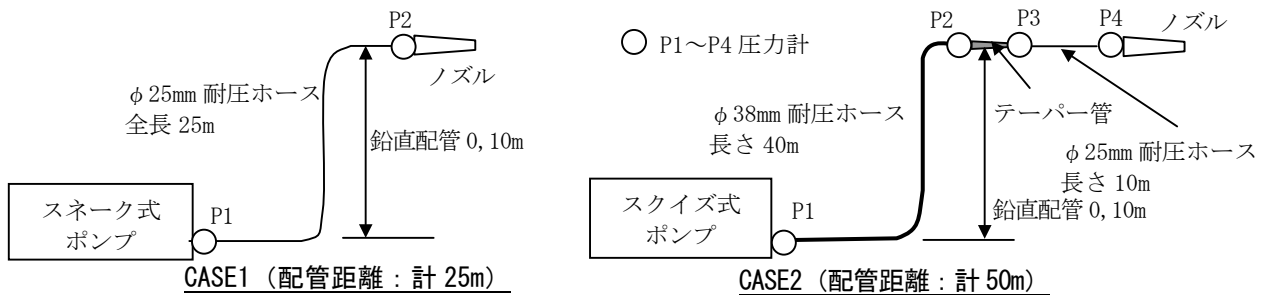 P2
ノズル
φ25mm 耐圧ホース
全長 25m
鉛直配管 0,10m
スネーク式
ポンプ
P1
CASE1（配管距離：計 25m）
P1～P4 圧力計
P2
P3
P4
ノズル
φ38mm 耐圧ホース
長さ 40m
テーパー管
φ25mm 耐圧ホース
長さ 10m
鉛直配管 0,10m
スクイズ式
ポンプ
P1
CASE2（配管距離：計 50m）